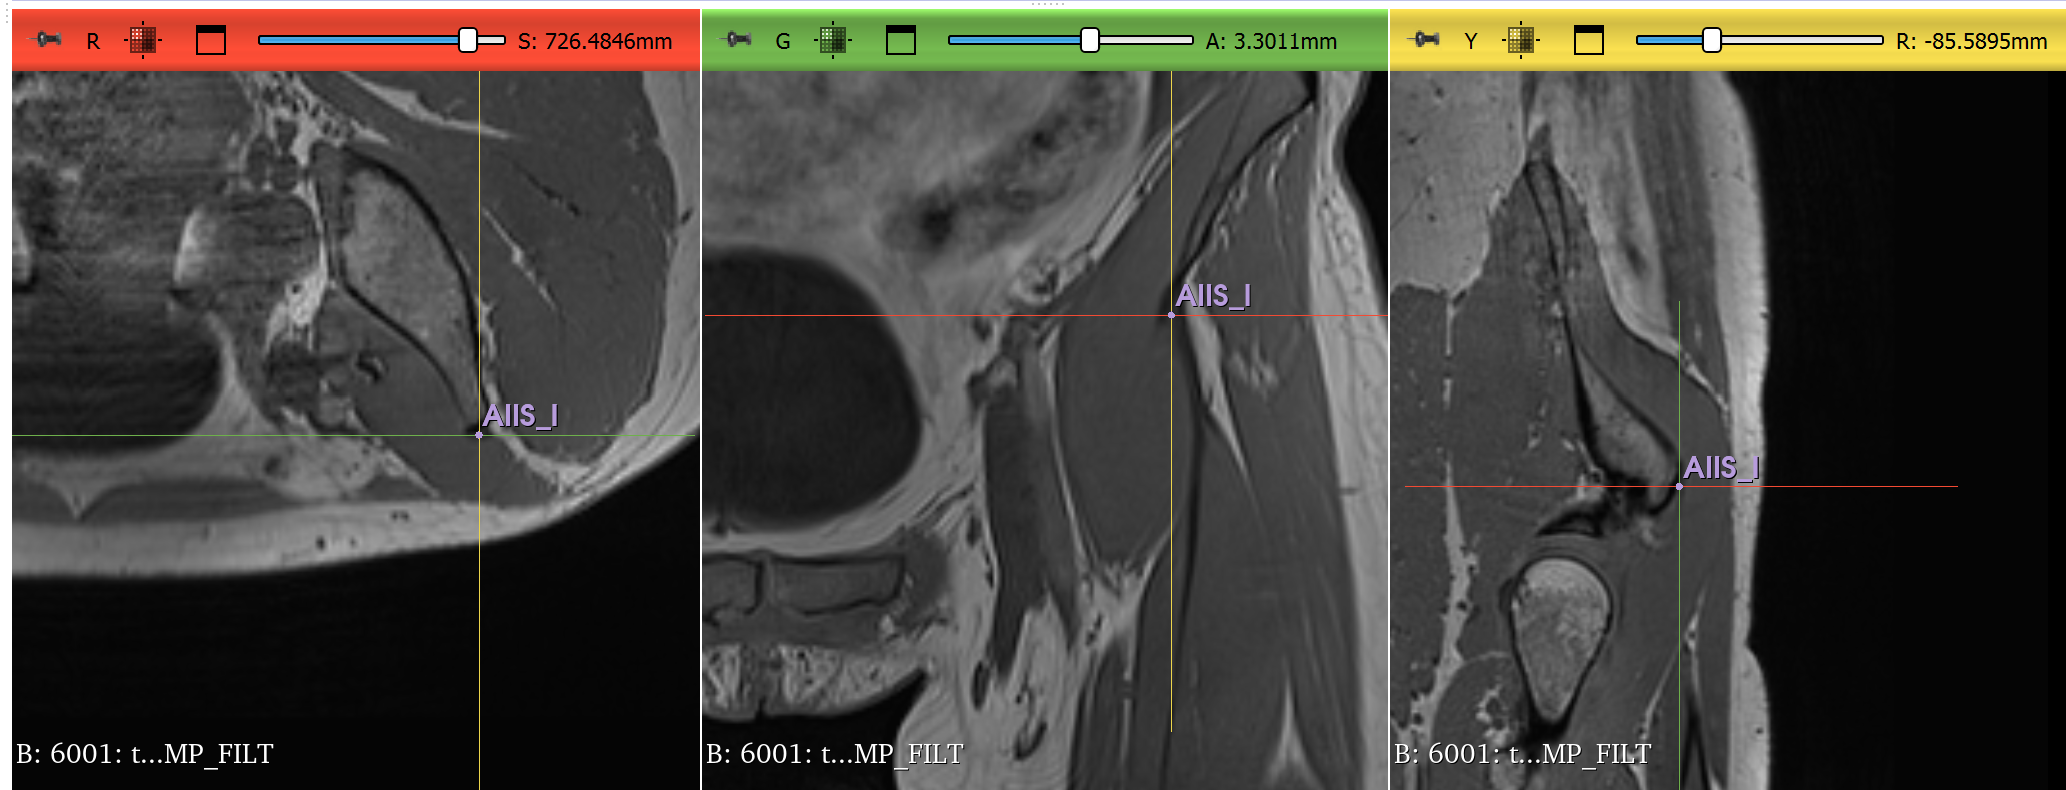 R S: 726.4846mm
G A: 3.3011mm
Y R: -85.5895mm
AIIS_l
AIIS_l
AIIS_l
B: 6001: t...MP_FILT
B: 6001: t...MP_FILT
B: 6001: t...MP_FILT